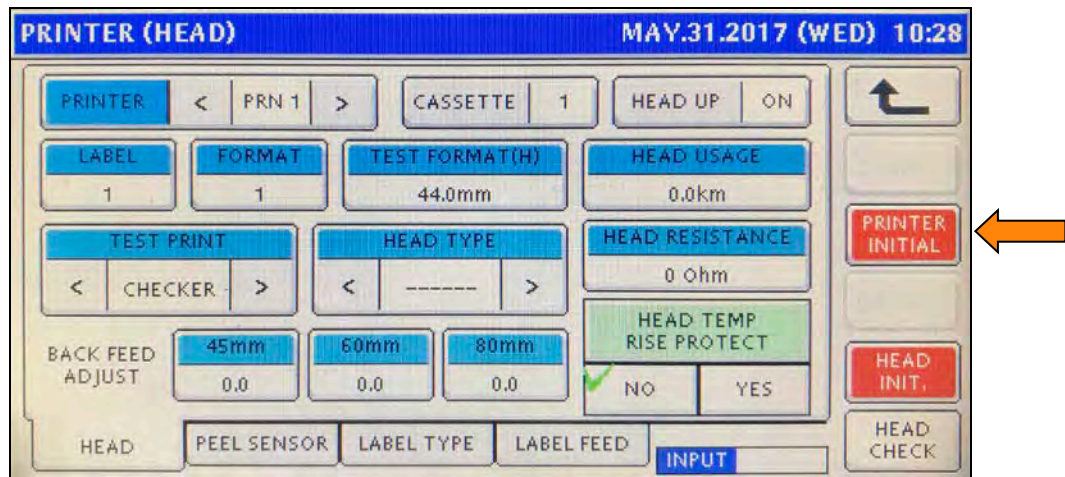 PRINTER (HEAD) MAY.31.2017 (WED) 10:28
PRINTER < PRN 1 > CASSETTE 1 HEAD UP ON
LABEL FORMAT TEST FORMAT(H) HEAD USAGE
1 1 44.0mm 0.0km
PRINTER
INITIAL
TEST PRINT HEAD TYPE HEAD RESISTANCE
< CHECKER > < ------ > 0 Ohm
HEAD TEMP
RISE PROTECT
NO YES
BACK FEED
ADJUST
45mm 60mm 80mm
0.0 0.0 0.0
HEAD
INIT.
HEAD PEEL SENSOR LABEL TYPE LABEL FEED
INPUT
HEAD
CHECK